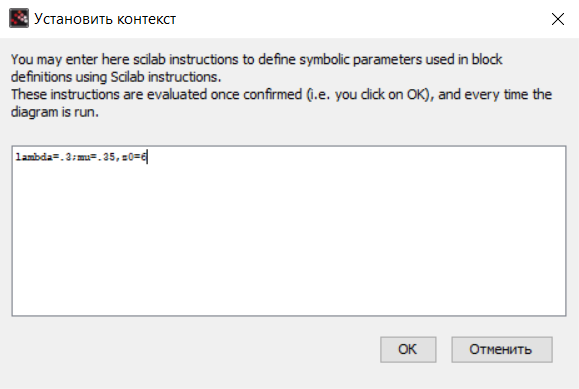 Установить контекст
You may enter here scilab instructions to define symbolic parameters used in block
definitions using Scilab instructions.
These instructions are evaluated once confirmed (i.e. you click on OK), and every time the
diagram is run.
lambda=.3;mu=.35,z0=6
OK
Отменить